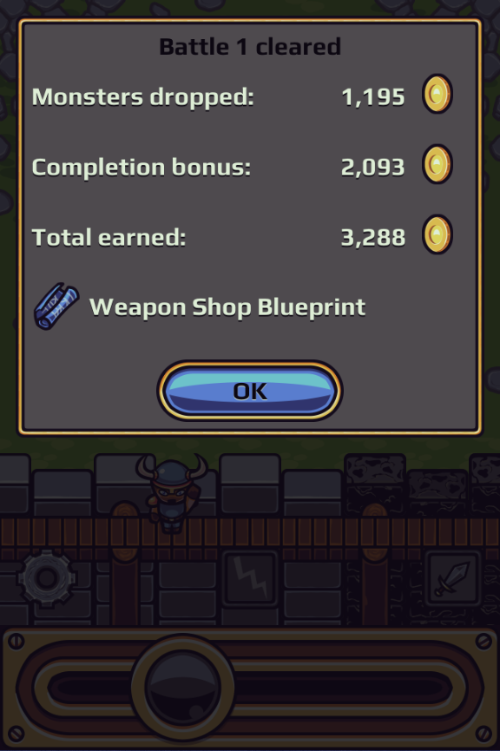 Battle 1 cleared
Monsters dropped: 1,195
Completion bonus: 2,093
Total earned: 3,288
Weapon Shop Blueprint
OK